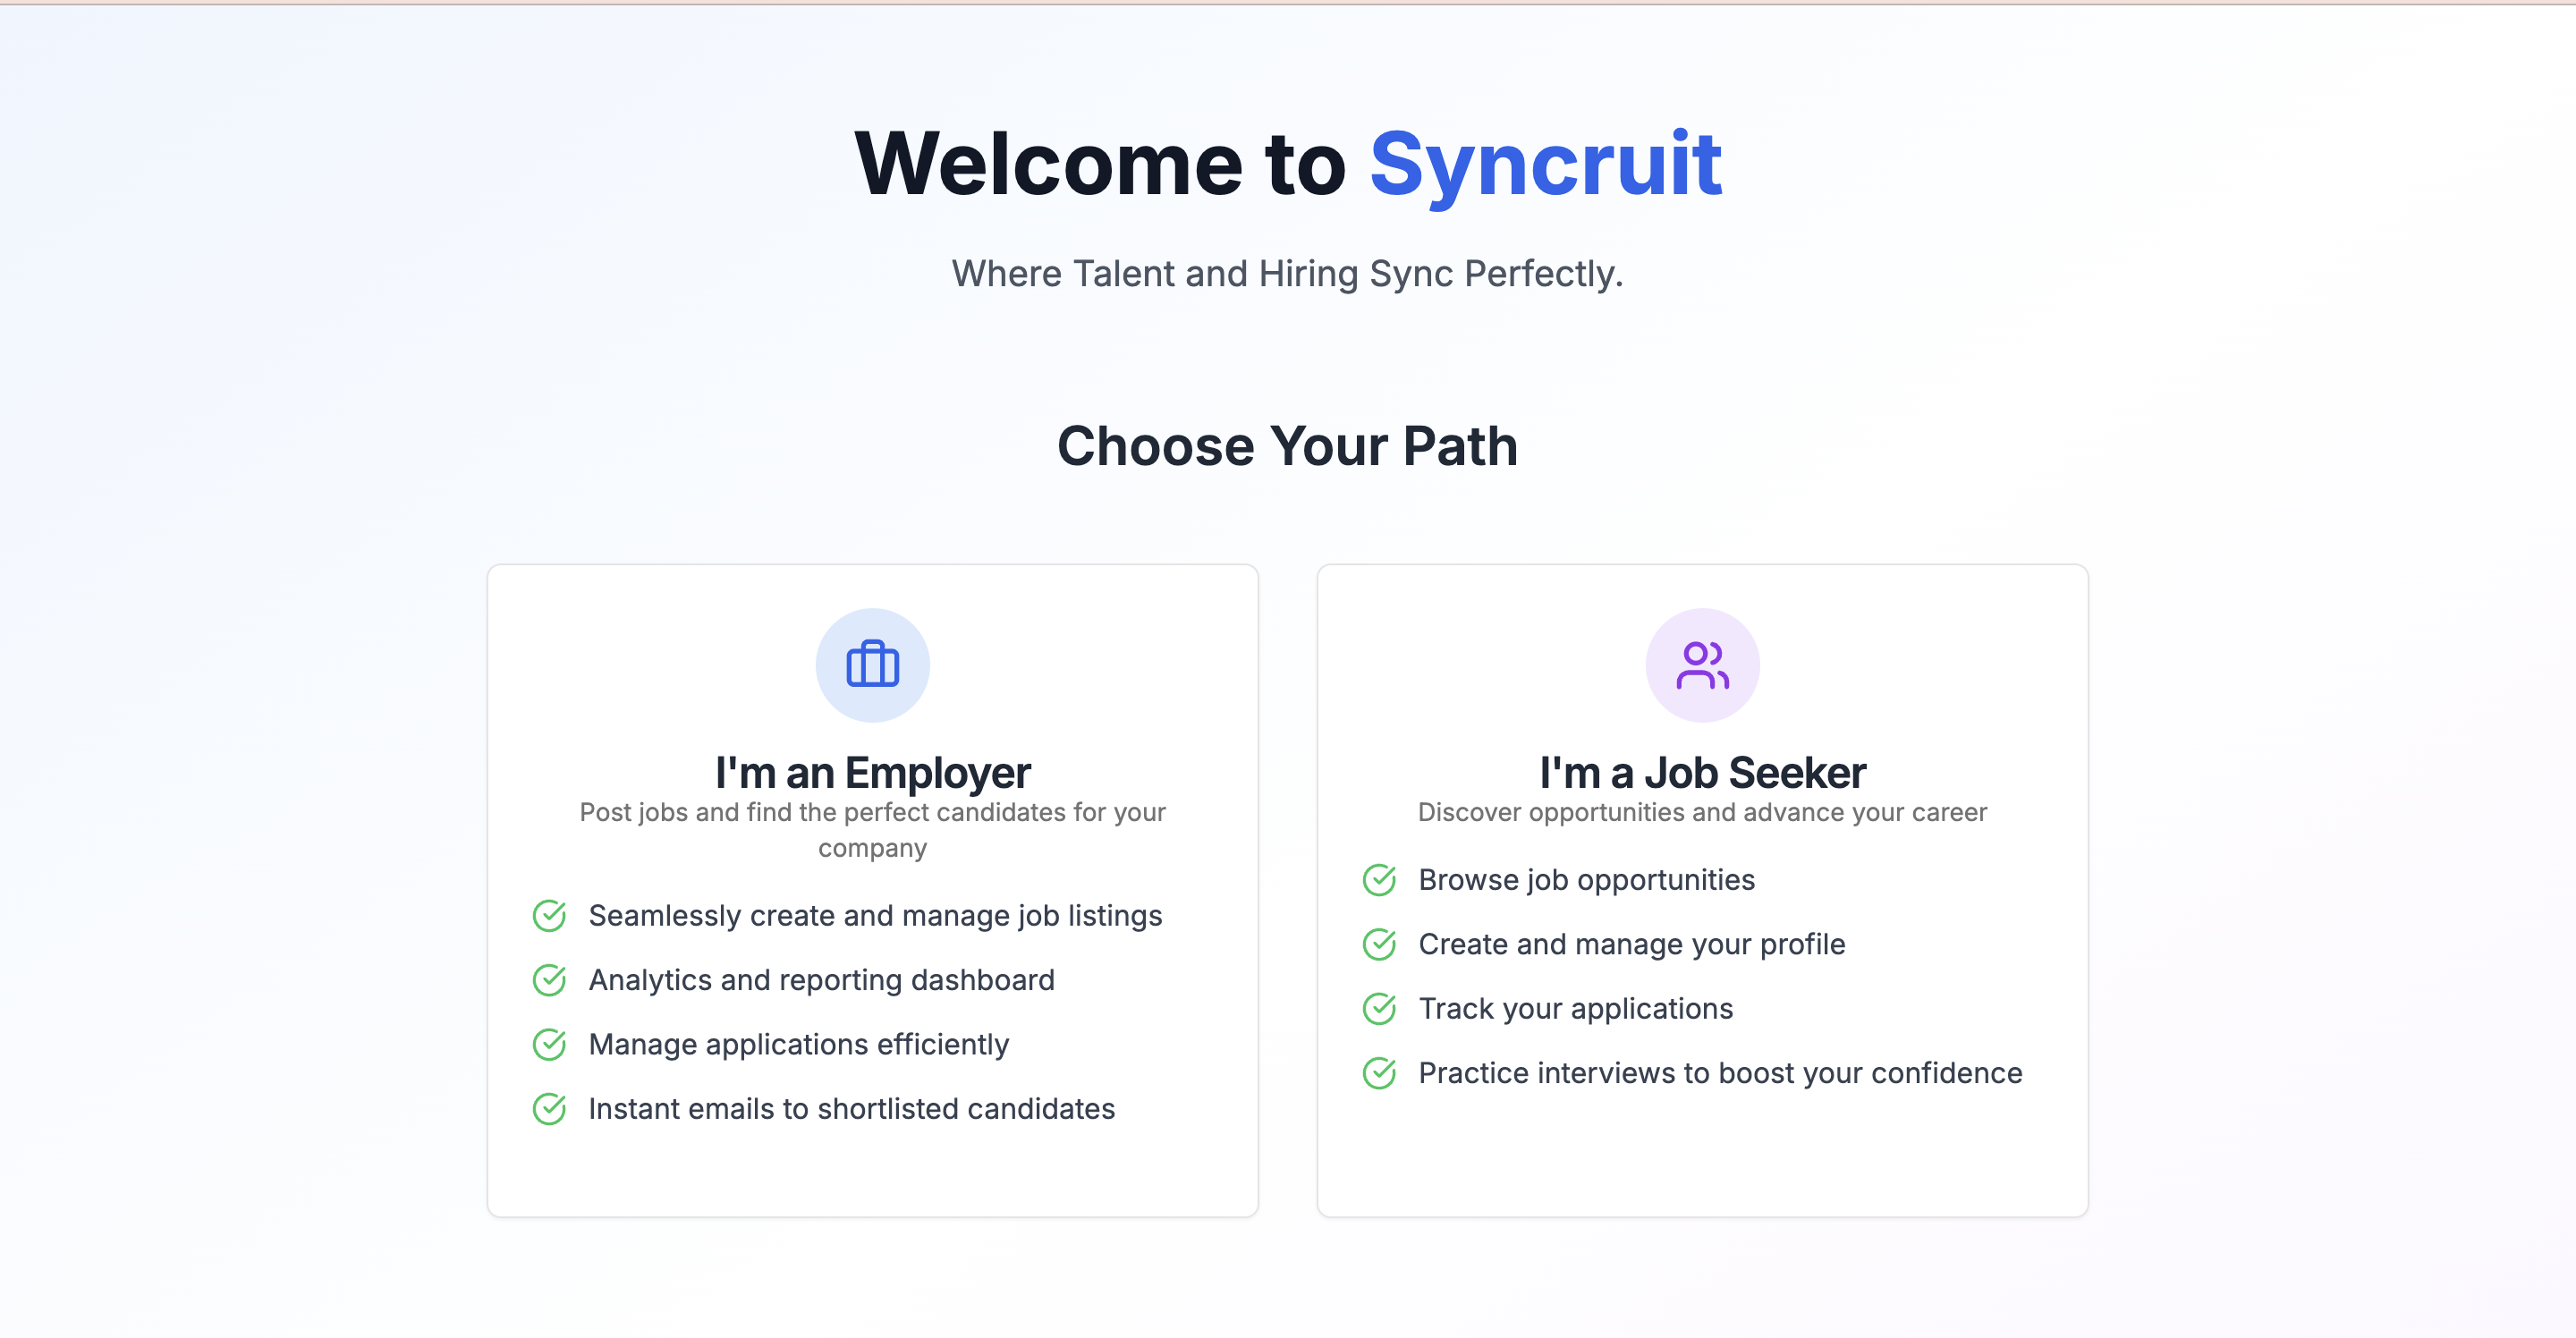 Welcome to Syncruit
Where Talent and Hiring Sync Perfectly.
Choose Your Path
I'm an Employer
Post jobs and find the perfect candidates for your
company
Seamlessly create and manage job listings
Analytics and reporting dashboard
Manage applications efficiently
Instant emails to shortlisted candidates
I'm a Job Seeker
Discover opportunities and advance your career
Browse job opportunities
Create and manage your profile
Track your applications
Practice interviews to boost your confidence